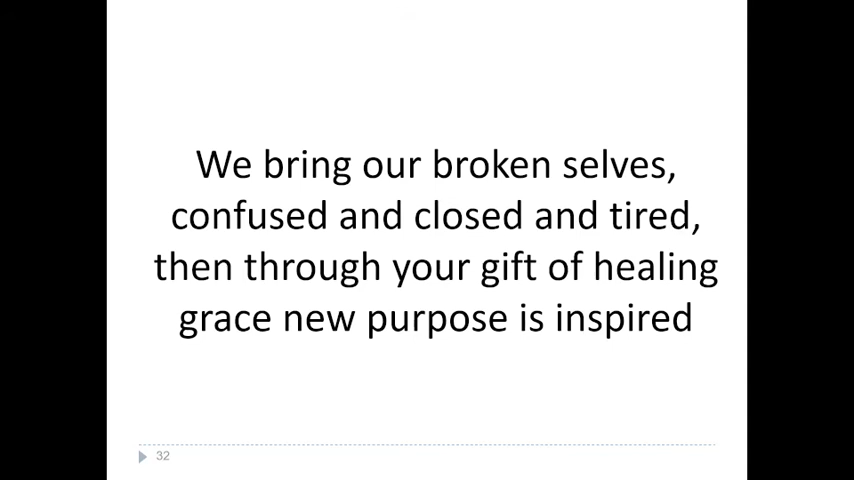 We bring our broken selves,
confused and closed and tired,
then through your gift of healing
grace new purpose is inspired
32